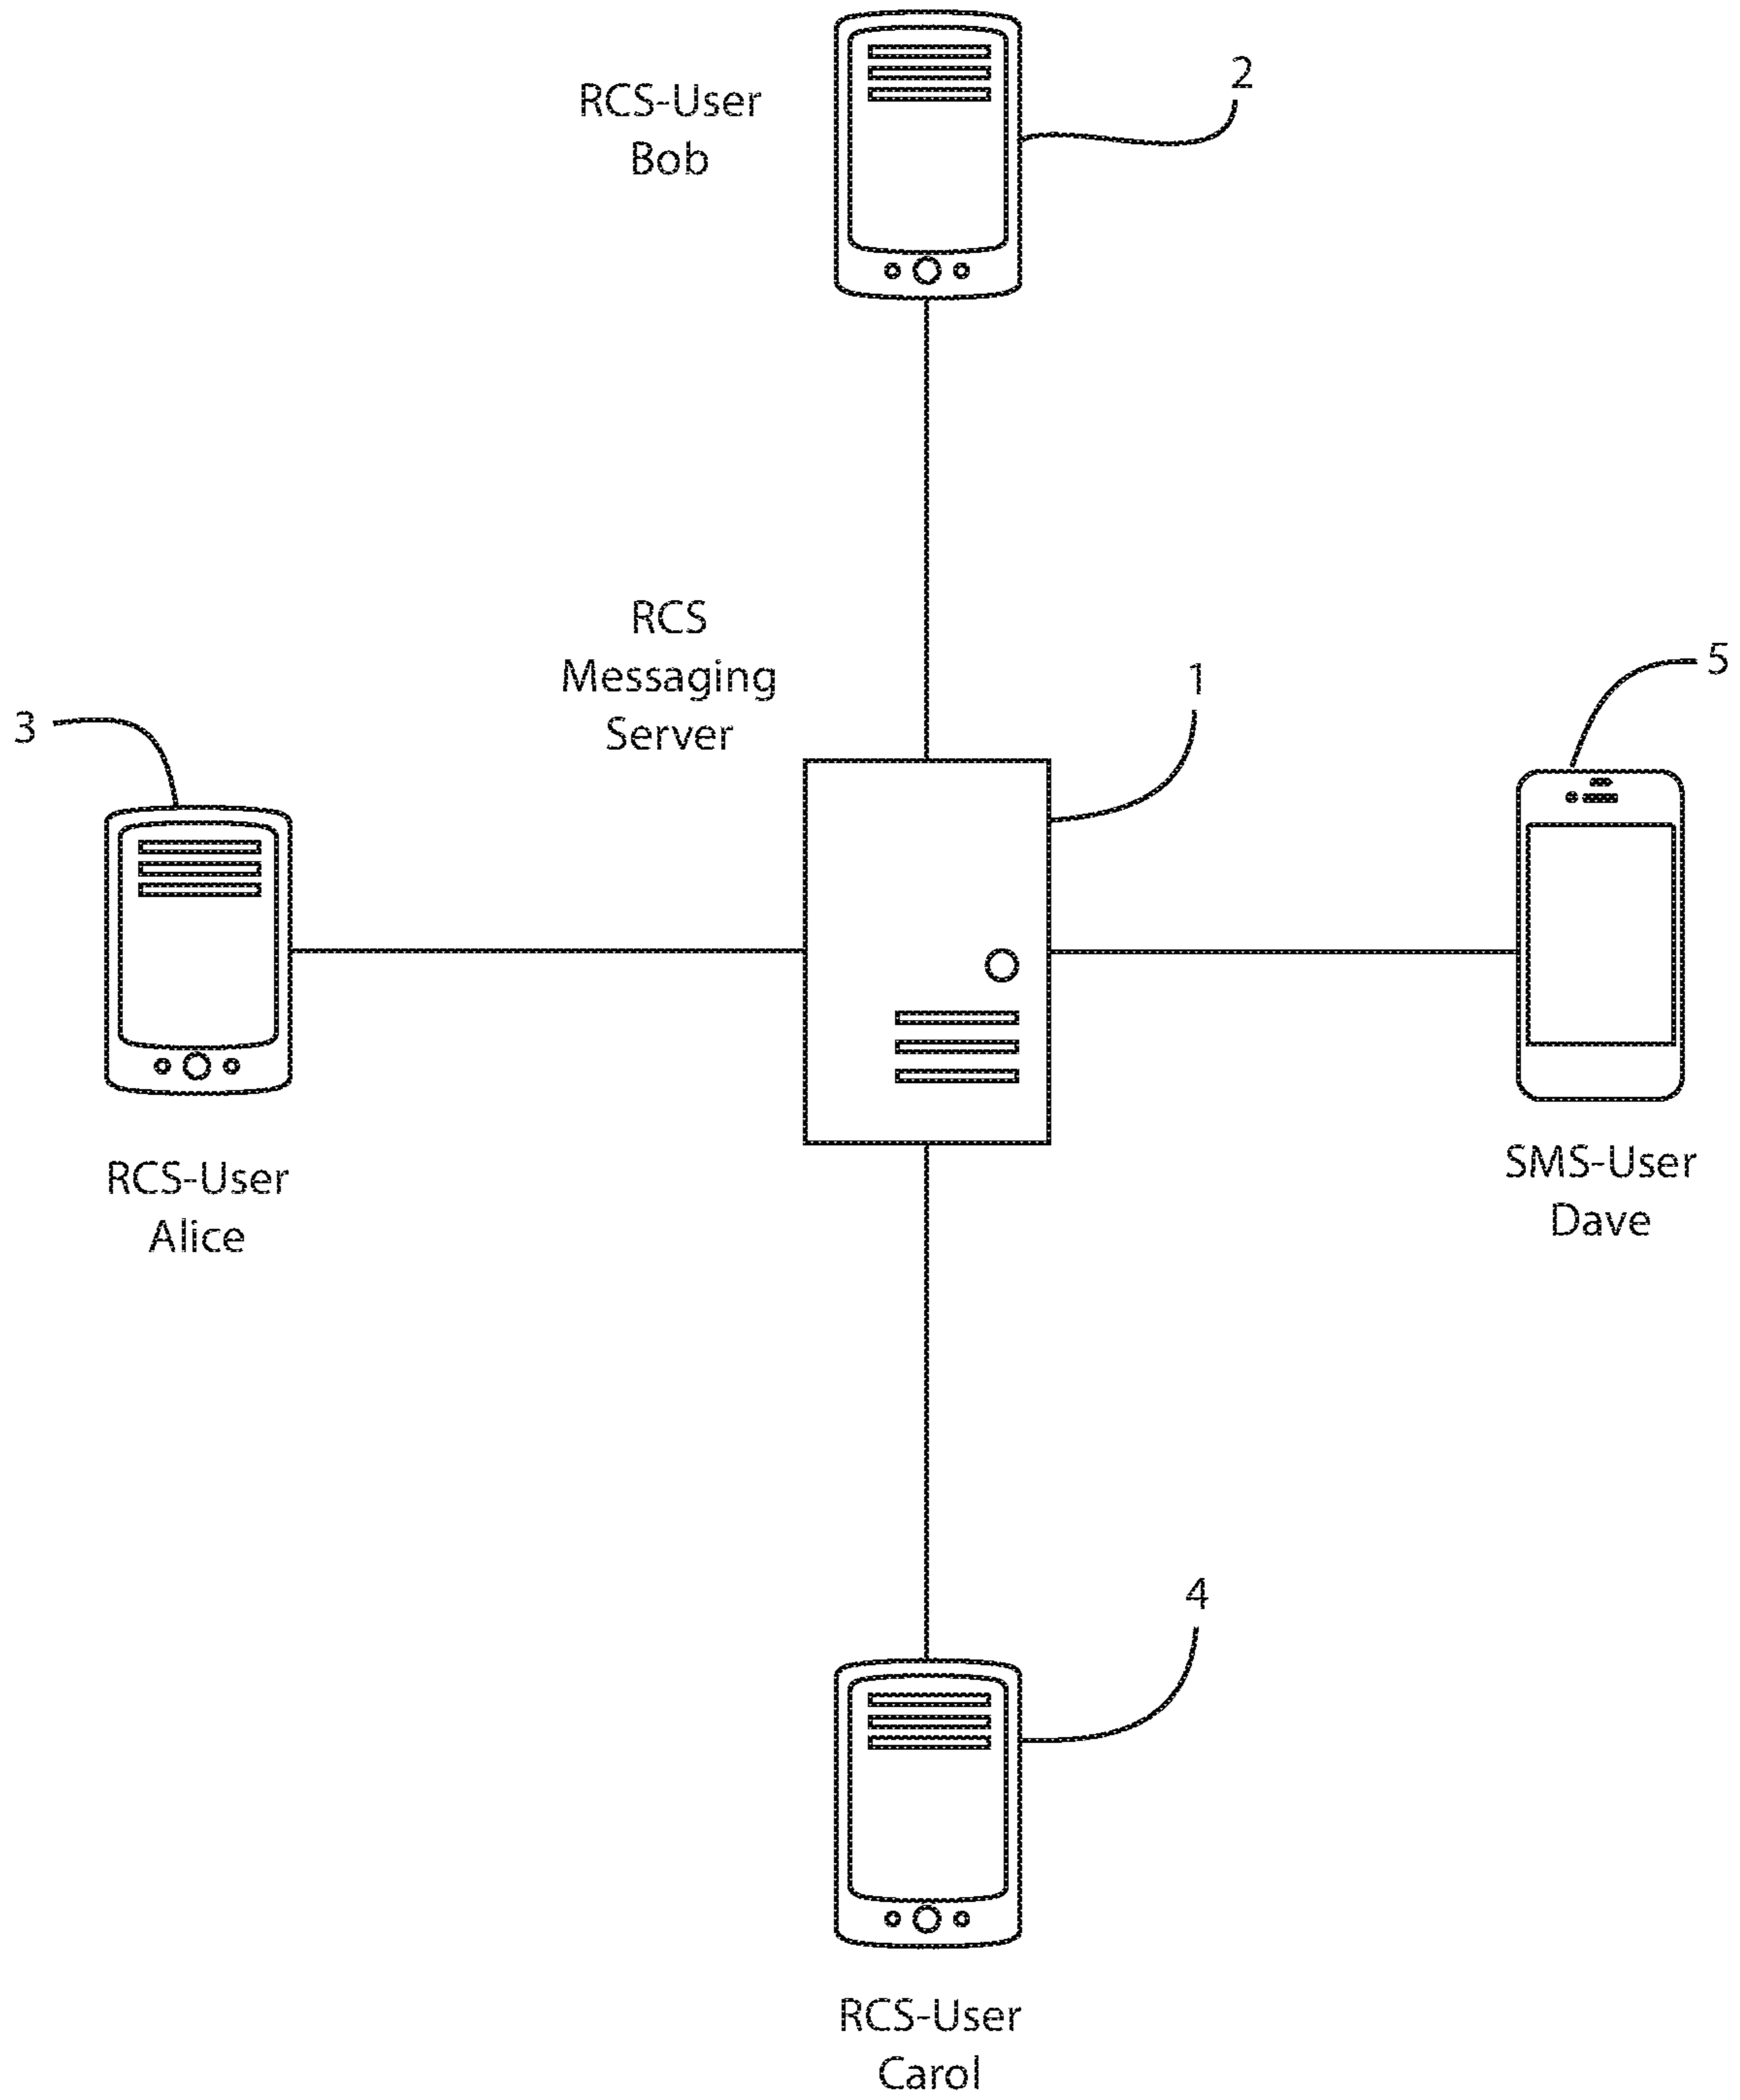 RCS-User
Bob
2
RCS
Messaging
Server
1
5
3
RCS-User
Alice
SMS-User
Dave
4
RCS-User
Carol